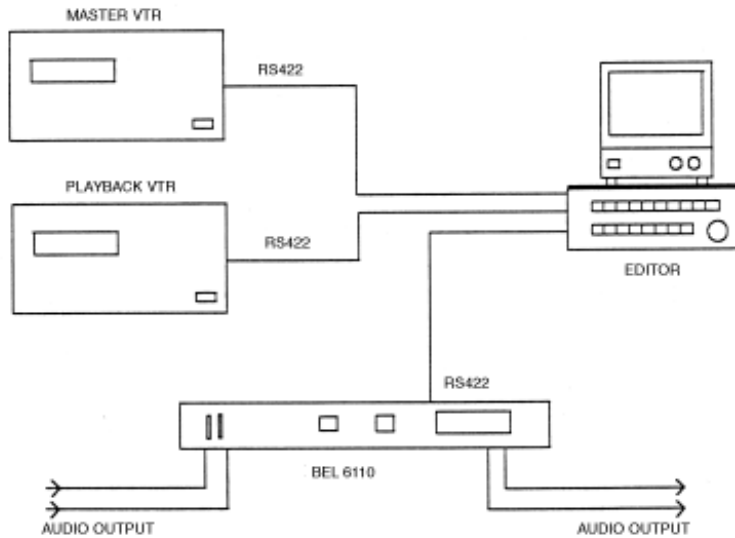 MASTER VTR
RS422
PLAYBACK VTR
RS422
EDITOR
RS422
BEL 6110
AUDIO OUTPUT
AUDIO OUTPUT